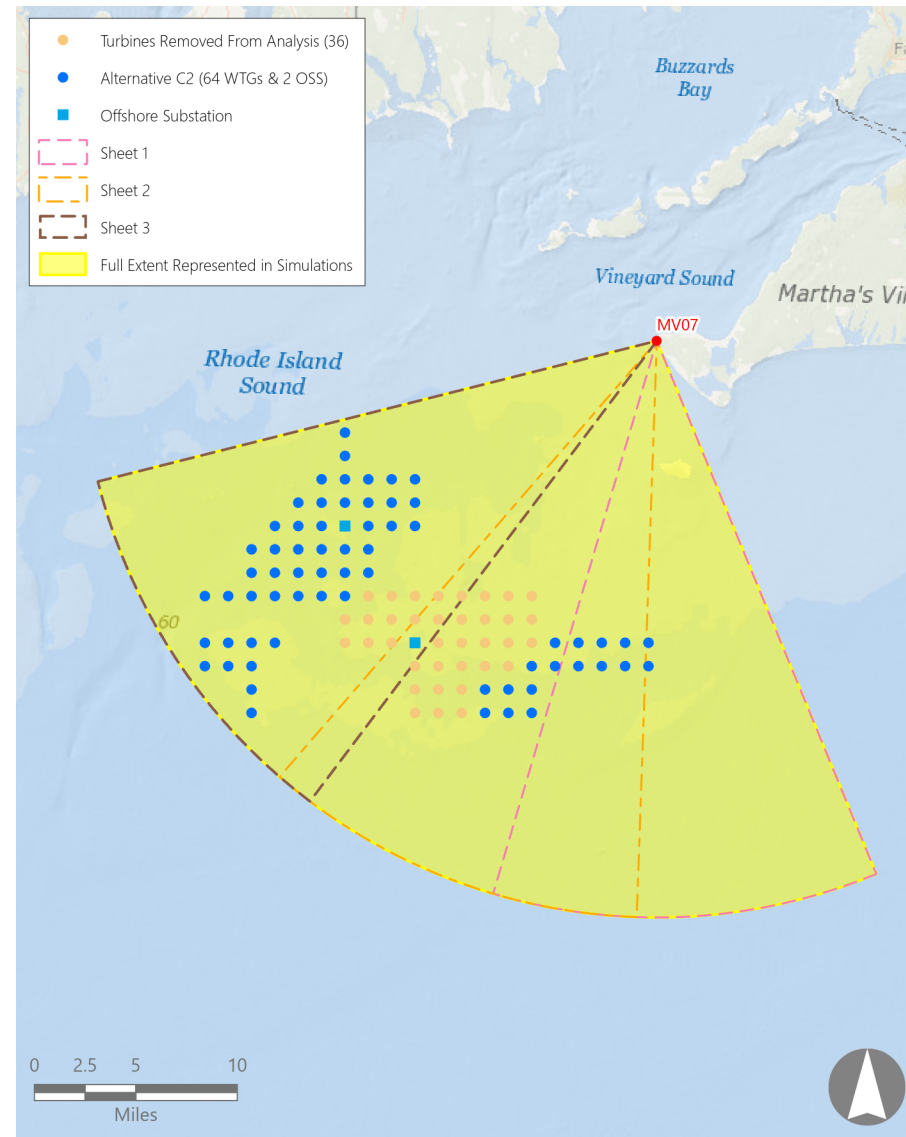 Turbines Removed From Analysis (36)
Alternative C2 (64 WTGs & 2 OSS)
Offshore Substation
Sheet 1
Sheet 2
Sheet 3
Full Extent Represented in Simulations
Buzzards
Bay
Fa
Vineyard Sound
Martha's Vi
MV07
Rhode Island
Sound
60
0 2.5 5 10
Miles